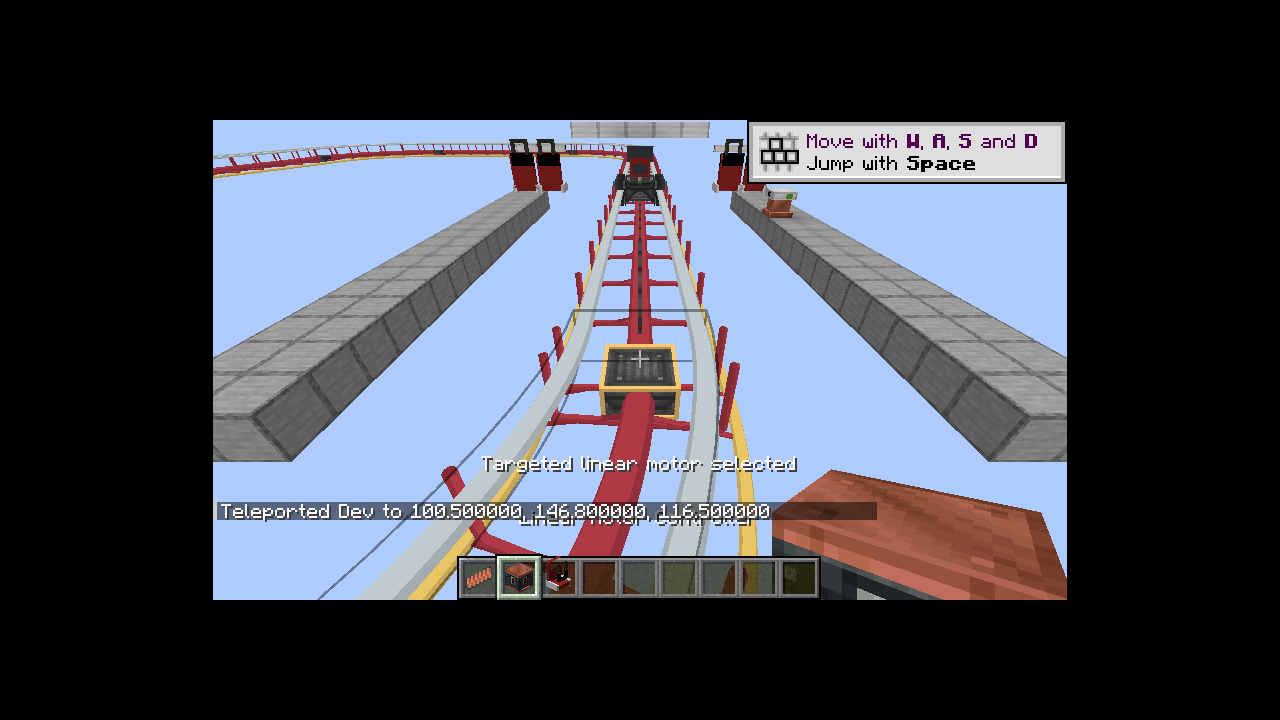 Move with W, A, S and D
Jump with Space
Targeted linear motor selected
Teleported Dev to 100.500000, 146.800000, 116.500000